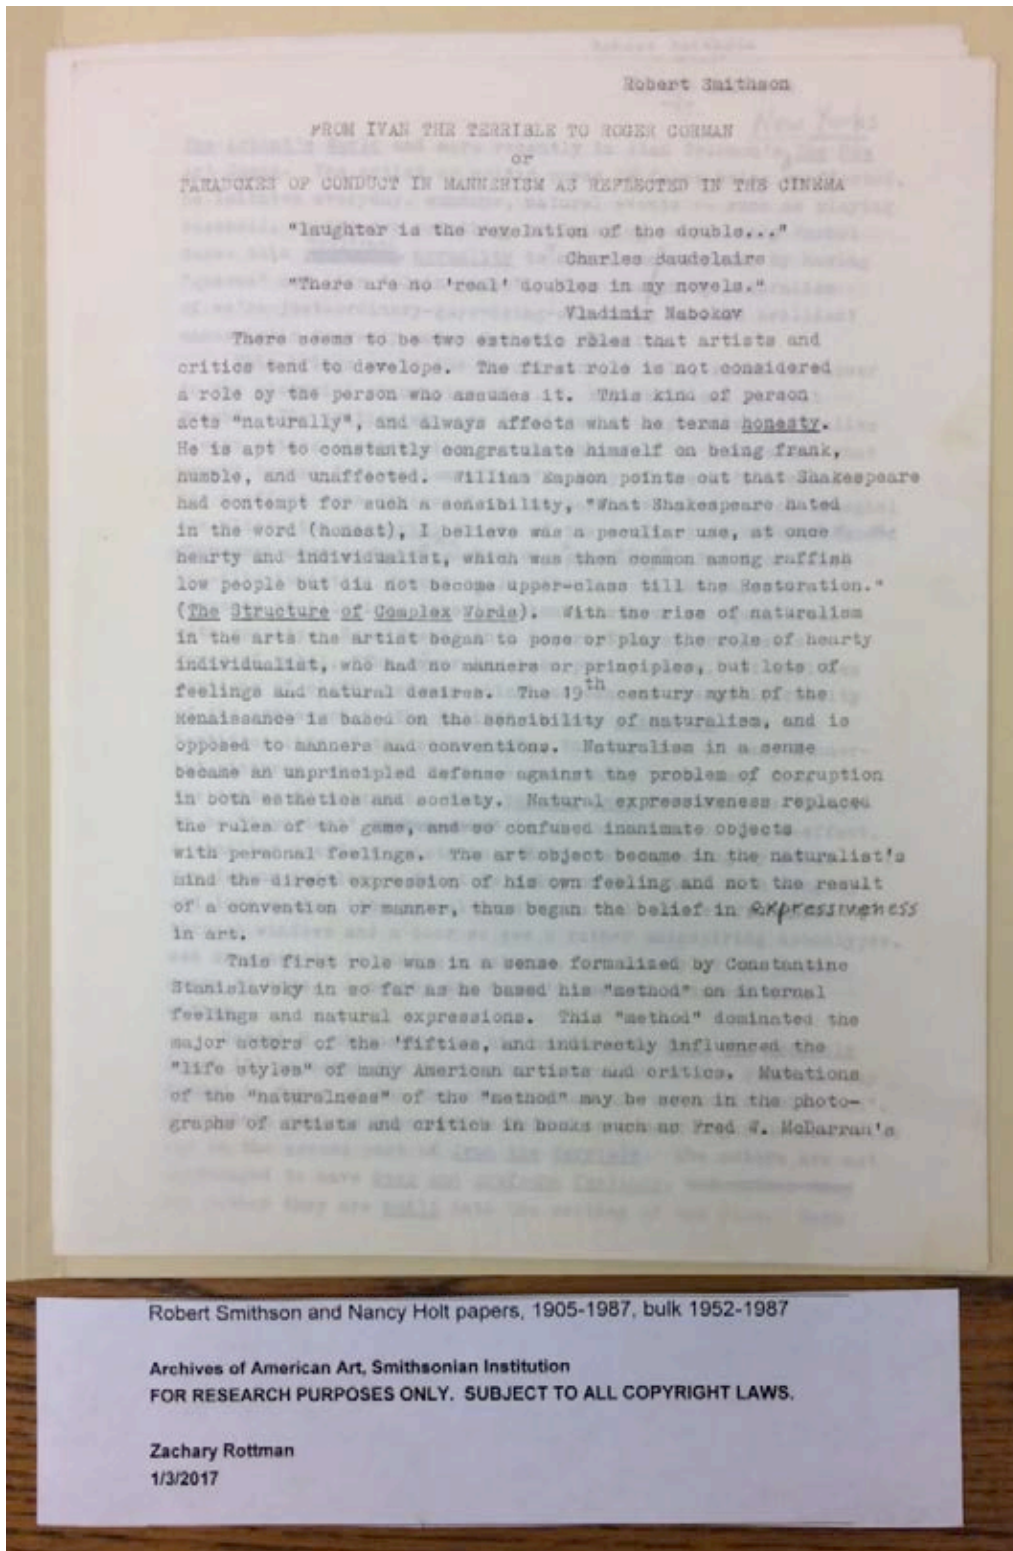 Robert Smithson
FROM IVAN THE TERRIBLE TO ROGER CORMAN
or
PARADOXES OF CONDUCT IN MANNERISM AS REFLECTED IN THE CINEMA
"laughter is the revelation of the double..."
Charles Baudelaire
"There are no 'real' doubles in my novels."
Vladimir Nabokov
There seems to be two esthetic rôles that artists and
critics tend to develope. The first role is not considered
a role by the person who assumes it. This kind of person
acts "naturally", and always affects what he terms honesty.
He is apt to constantly congratulate himself on being frank,
humble, and unaffected. William Empson points out that Shakespeare
had contempt for such a sensibility, "What Shakespeare hated
in the word (honest), I believe was a peculiar use, at once
hearty and individualist, which was then common among raffish
low people but did not become upper-class till the Restoration."
(The Structure of Complex Words). With the rise of naturalism
in the arts the artist began to pose or play the role of hearty
individualist, who had no manners or principles, but lots of
feelings and natural desires. The 19th century myth of the
Renaissance is based on the sensibility of naturalism, and is
opposed to manners and conventions. Naturalism in a sense
became an unprincipled defense against the problem of corruption
in both esthetics and society. Natural expressiveness replaced
the rules of the game, and so confused inanimate objects
with personal feelings. The art object became in the naturalist's
mind the direct expression of his own feeling and not the result
of a convention or manner, thus began the belief in expressiveness
in art.
This first role was in a sense formalized by Constantine
Stanislavsky in so far as he based his "method" on internal
feelings and natural expressions. This "method" dominated the
major actors of the 'fifties, and indirectly influenced the
"life styles" of many American artists and critics. Mutations
of the "naturalness" of the "method" may be seen in the photo-
graphs of artists and critics in books such as Fred W. McDarran's
Robert Smithson and Nancy Holt papers, 1905-1987, bulk 1952-1987
Archives of American Art, Smithsonian Institution
FOR RESEARCH PURPOSES ONLY. SUBJECT TO ALL COPYRIGHT LAWS.
Zachary Rottman
1/3/2017